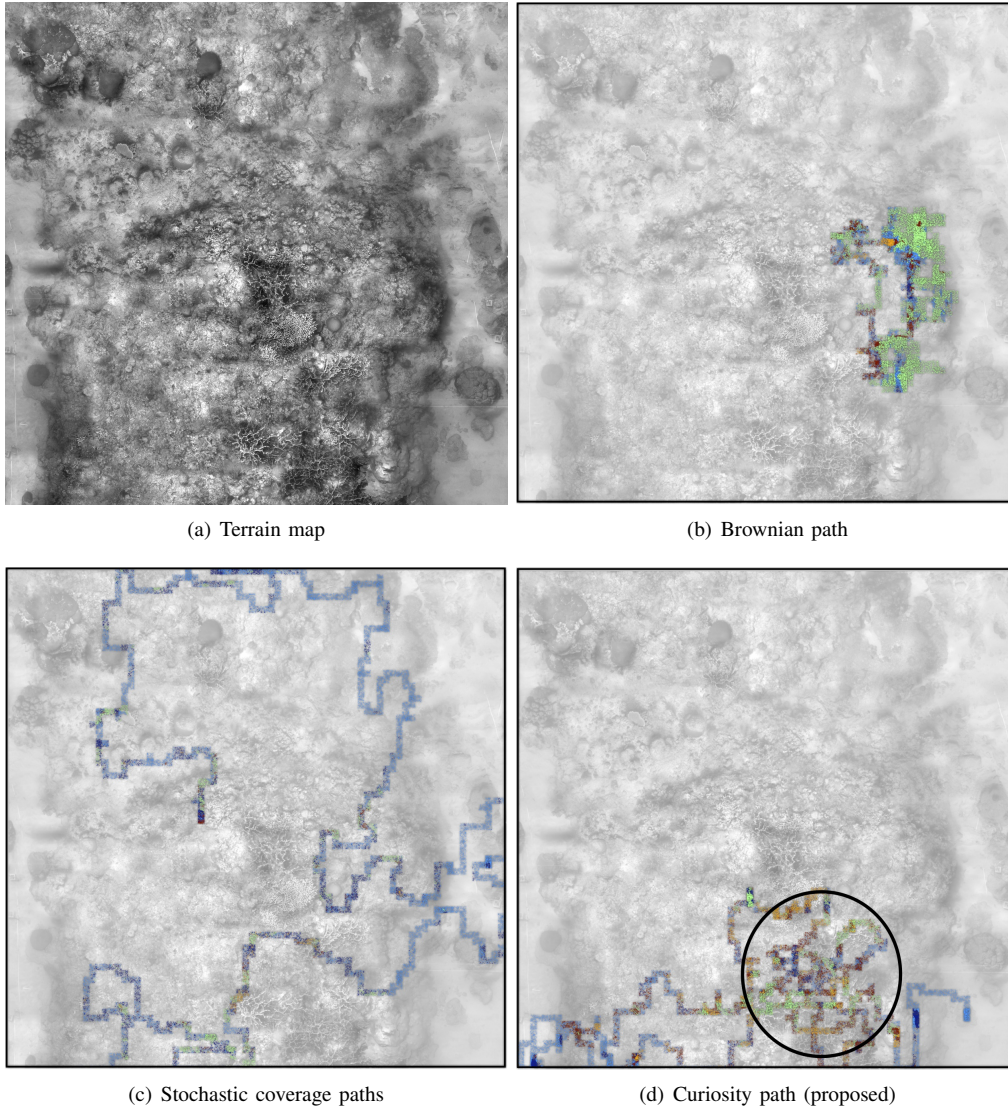 (a) Terrain map
(b) Brownian path
(c) Stochastic coverage paths
(d) Curiosity path (proposed)